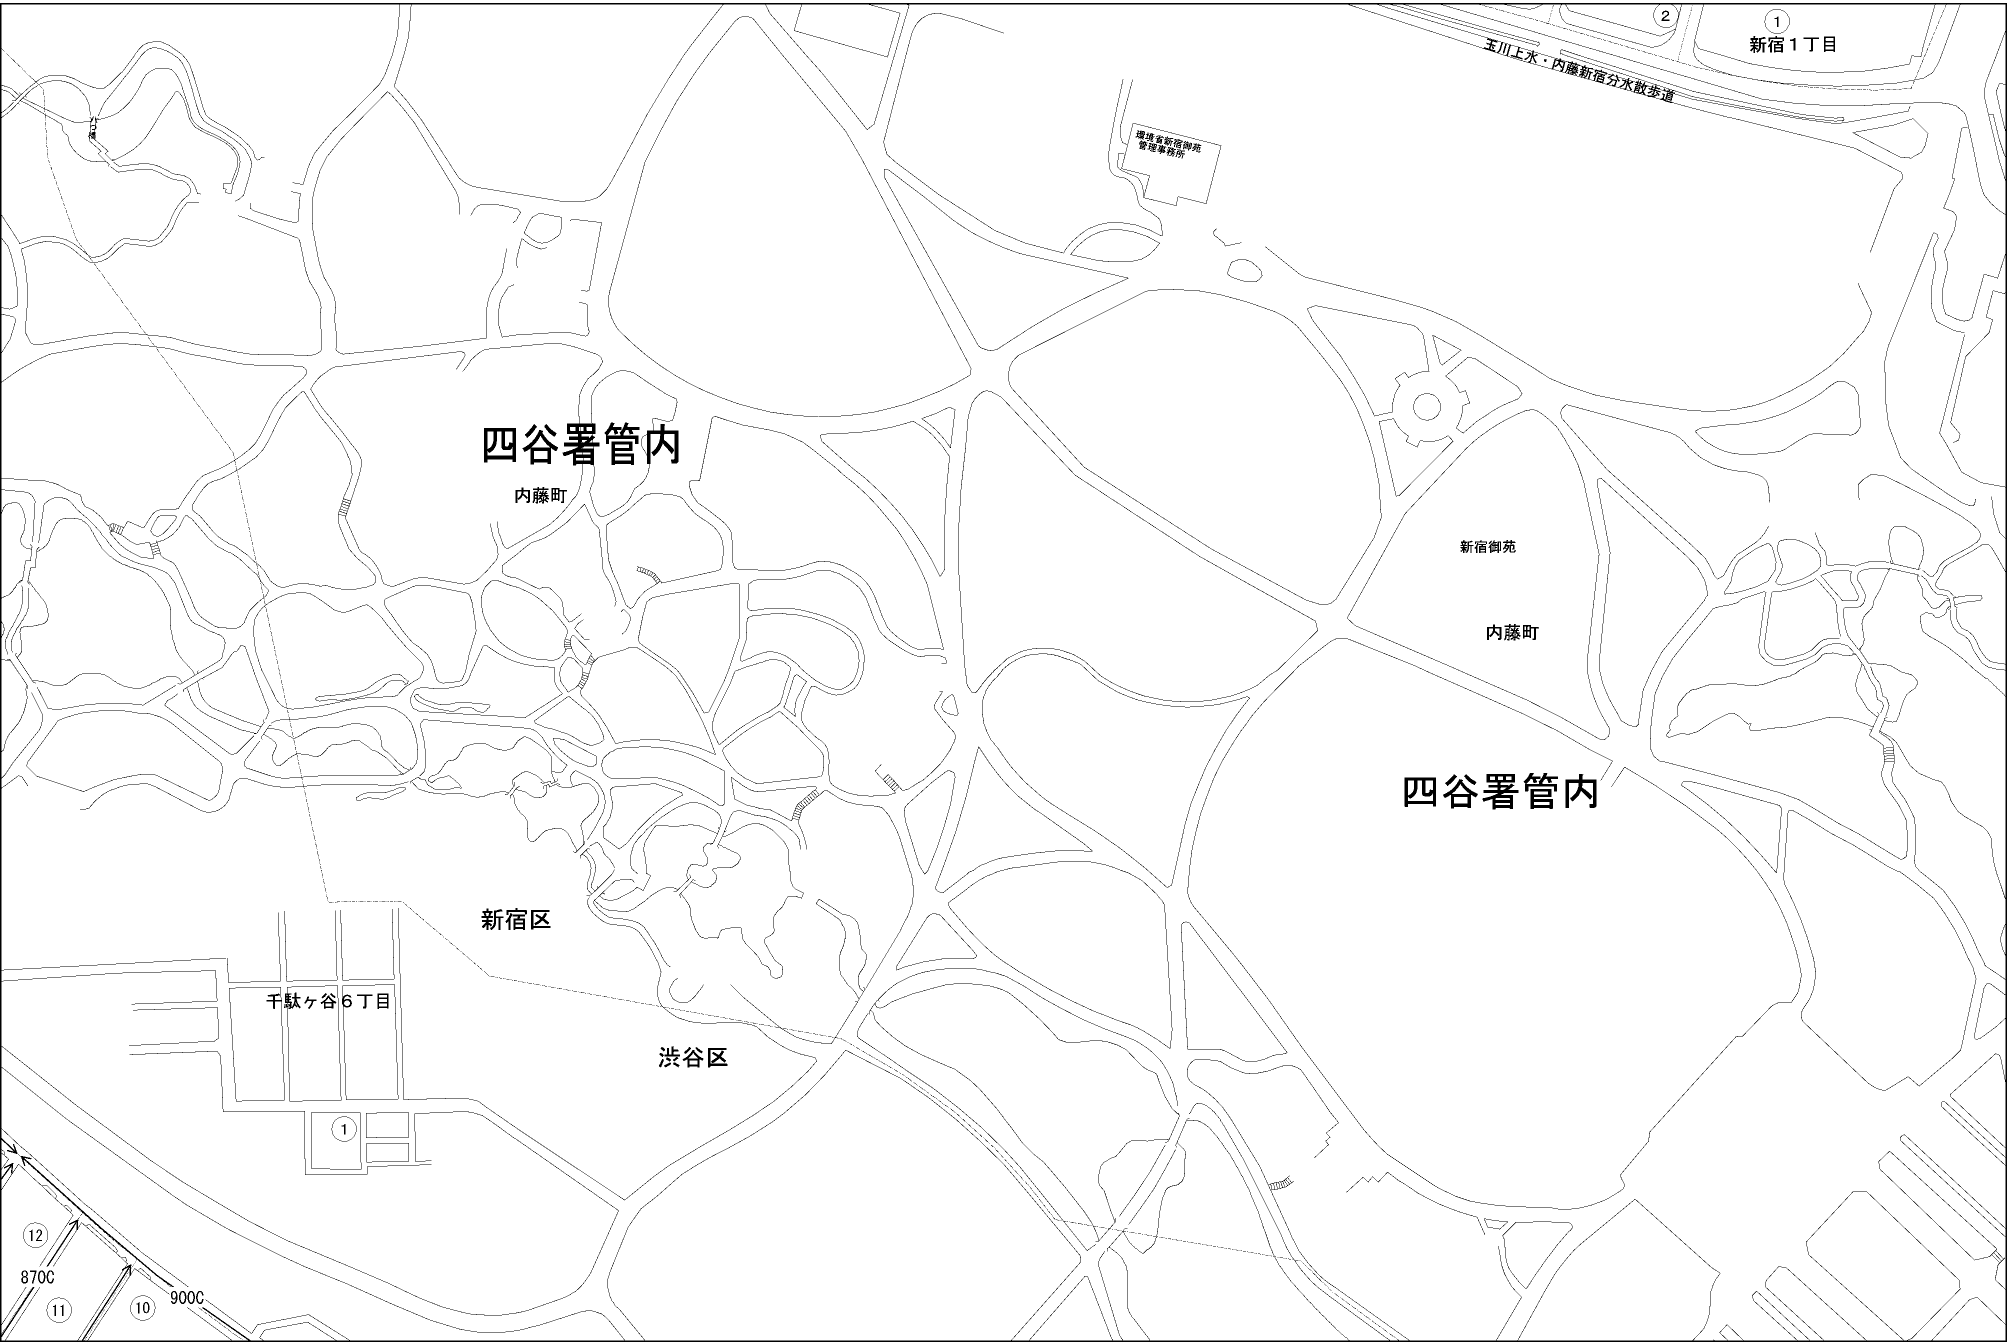 ②
①
新宿１丁目
玉川上水・内藤新宿分水散歩道
八つ橋
環境省新宿御苑
管理事務所
四谷署管内
内藤町
新宿御苑
内藤町
四谷署管内
新宿区
千駄ヶ谷６丁目
渋谷区
①
⑫
870C
⑪
⑩
900C